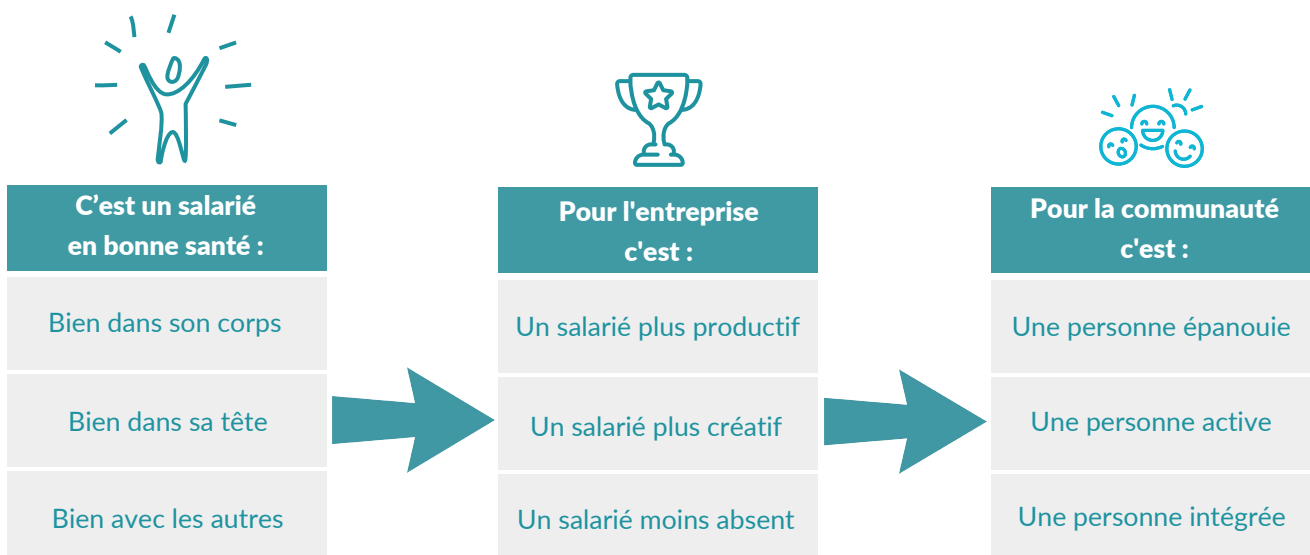 C’est un salarié
en bonne santé :
Bien dans son corps
Bien dans sa tête
Bien avec les autres
Pour l'entreprise
c'est :
Un salarié plus productif
Un salarié plus créatif
Un salarié moins absent
Pour la communauté
c'est :
Une personne épanouie
Une personne active
Une personne intégrée